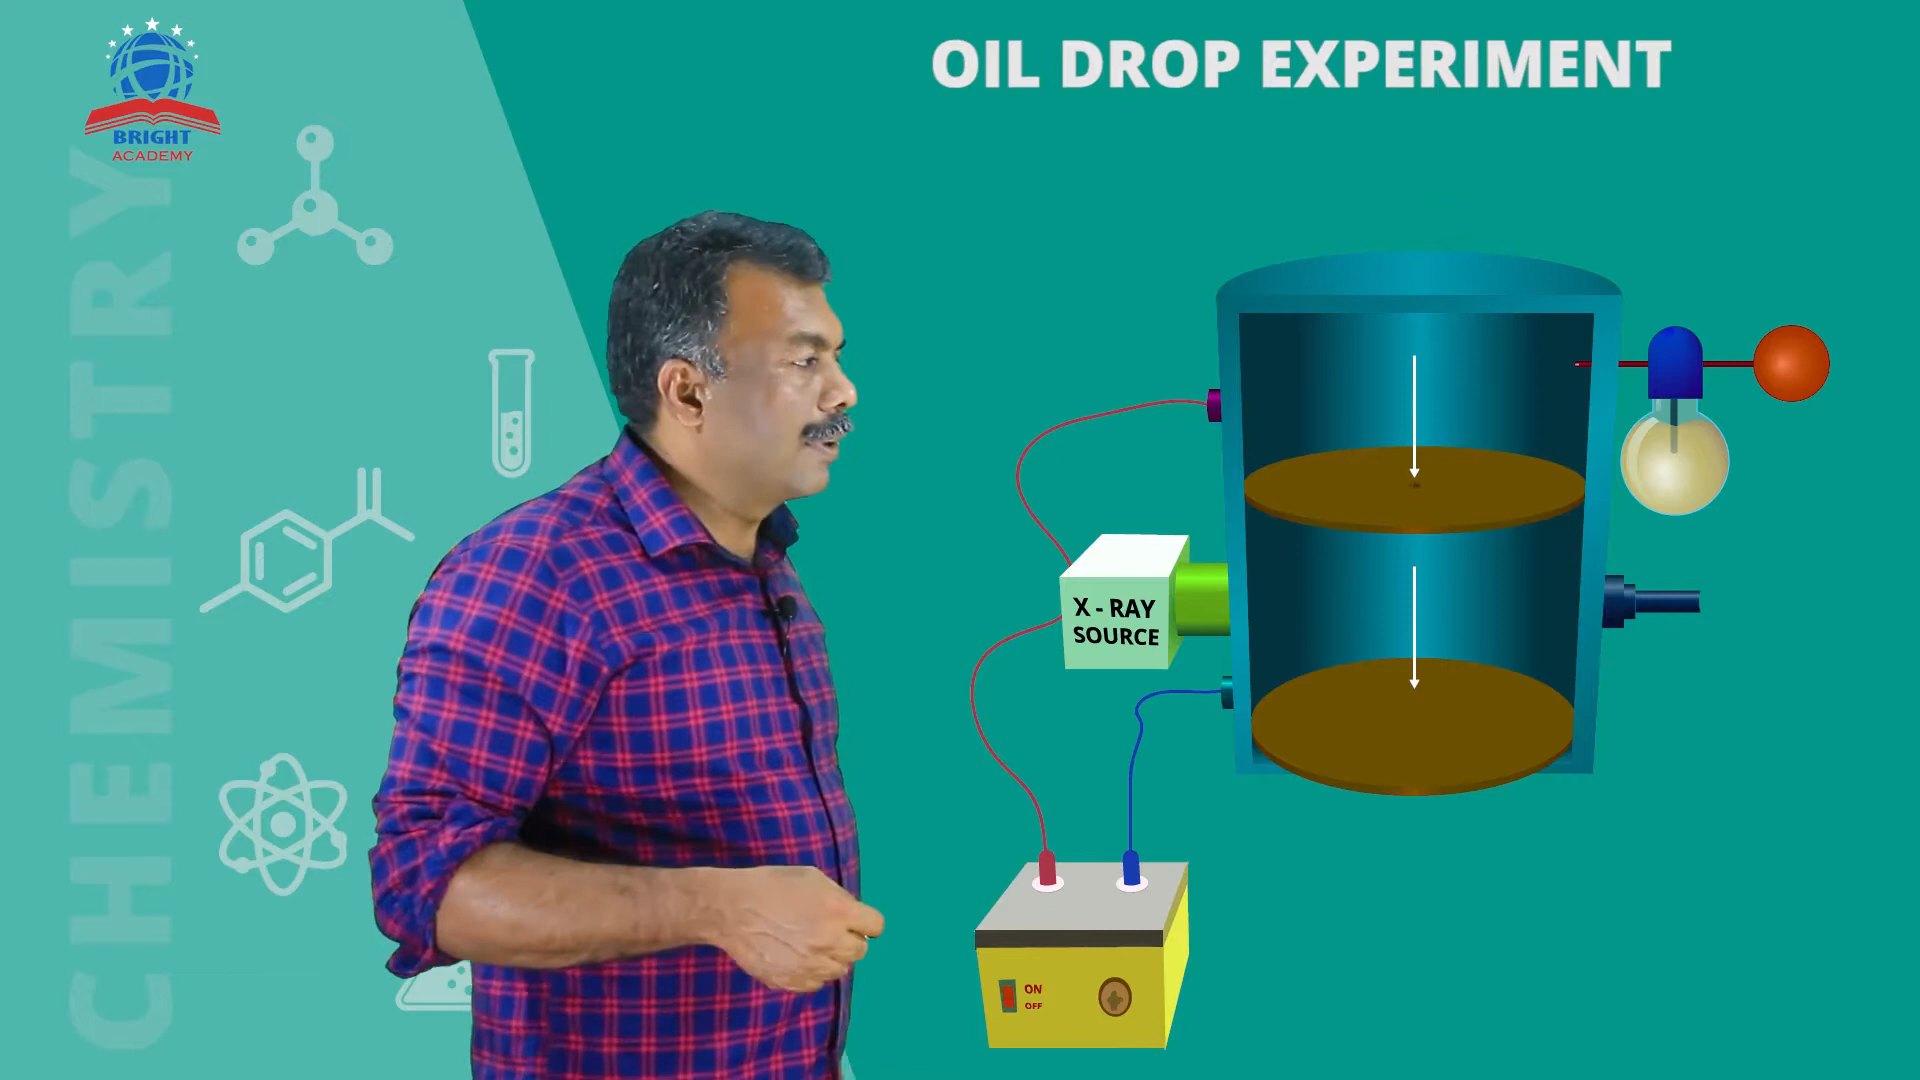 BRIGHT
ACADEMY
CHEMISTRY
OIL DROP EXPERIMENT
X - RAY
SOURCE
ON
OFF